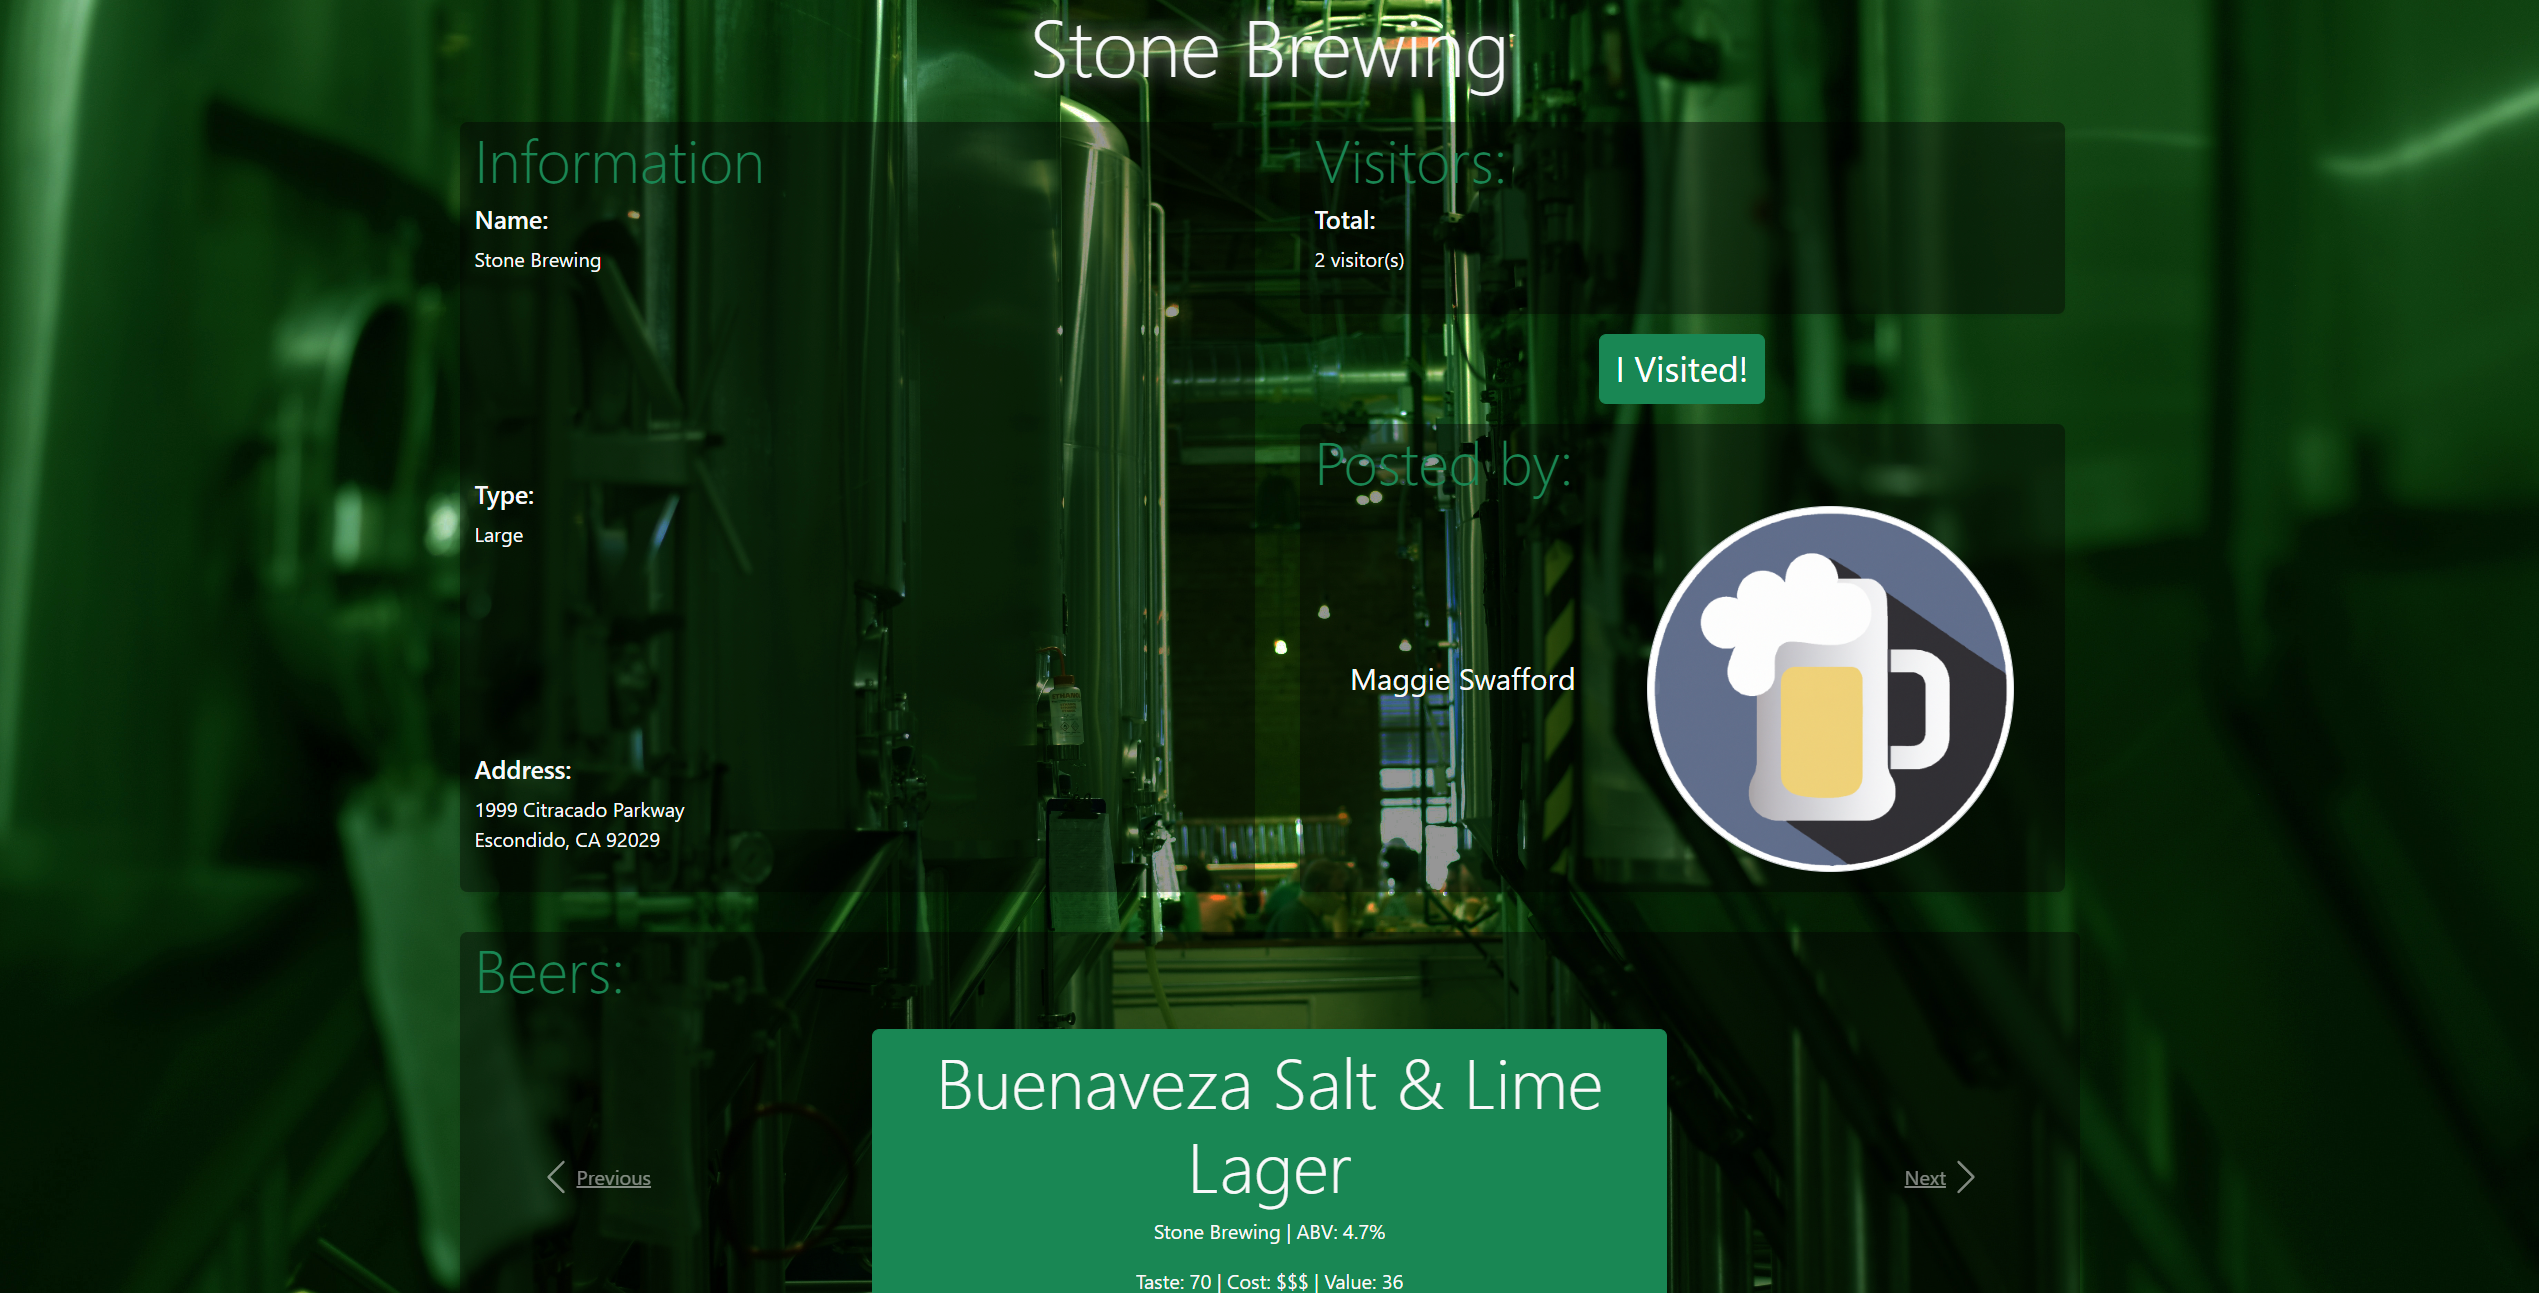 Stone Brewing
Information
Name:
Stone Brewing
Type:
Large
Address:
1999 Citracado Parkway
Escondido, CA 92029
Visitors:
Total:
2 visitor(s)
I Visited!
Posted by:
Maggie Swafford
Beers:
Previous
Buenaveza Salt & Lime
Lager
Stone Brewing | ABV: 4.7%
Taste: 70 | Cost: $$$ | Value: 36
Next